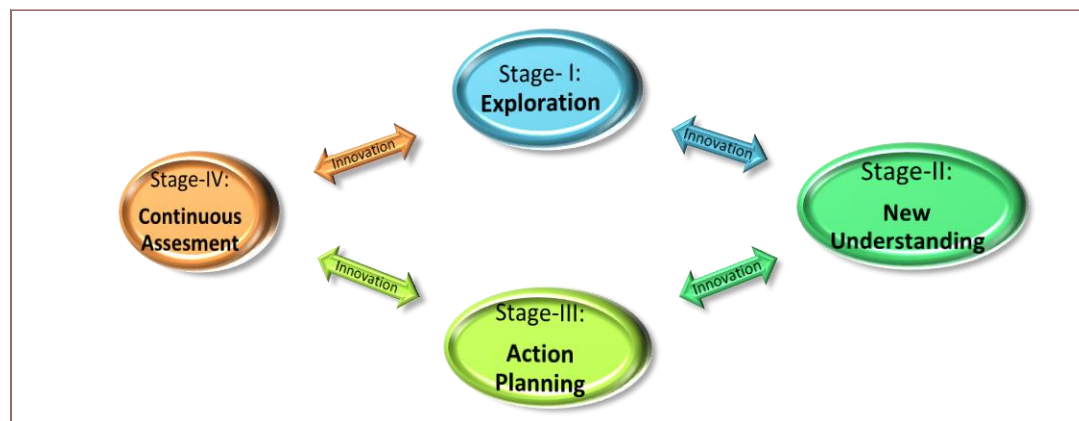 Stage- I:
Exploration
Innovation
Innovation
Stage-IV:
Continuous
Assesment
Stage-II:
New
Understanding
Innovation
Innovation
Stage-III:
Action
Planning